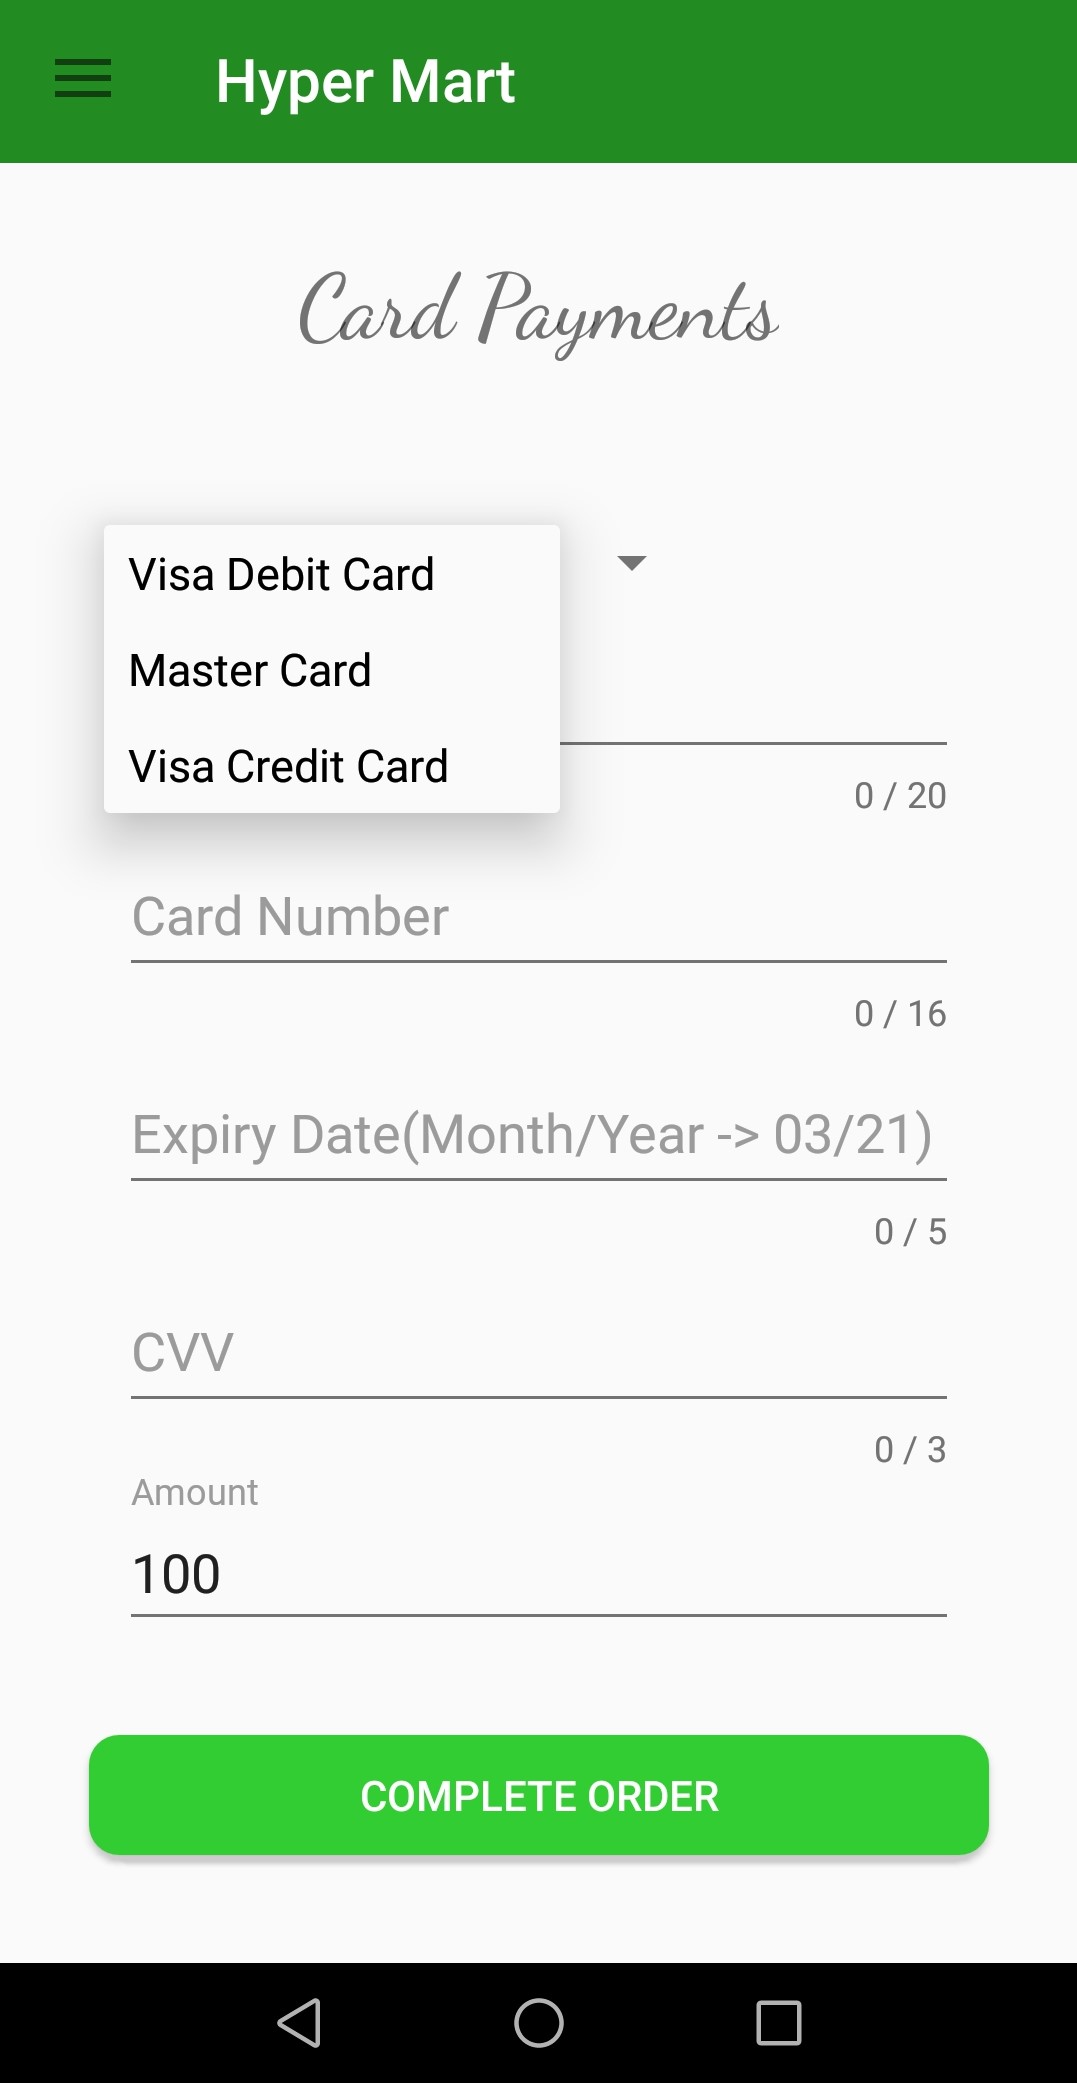 Hyper Mart
Card Payments
Visa Debit Card
Master Card
Visa Credit Card
0 / 20
Card Number
0 / 16
Expiry Date(Month/Year -> 03/21)
0 / 5
CVV
0 / 3
Amount
100
COMPLETE ORDER